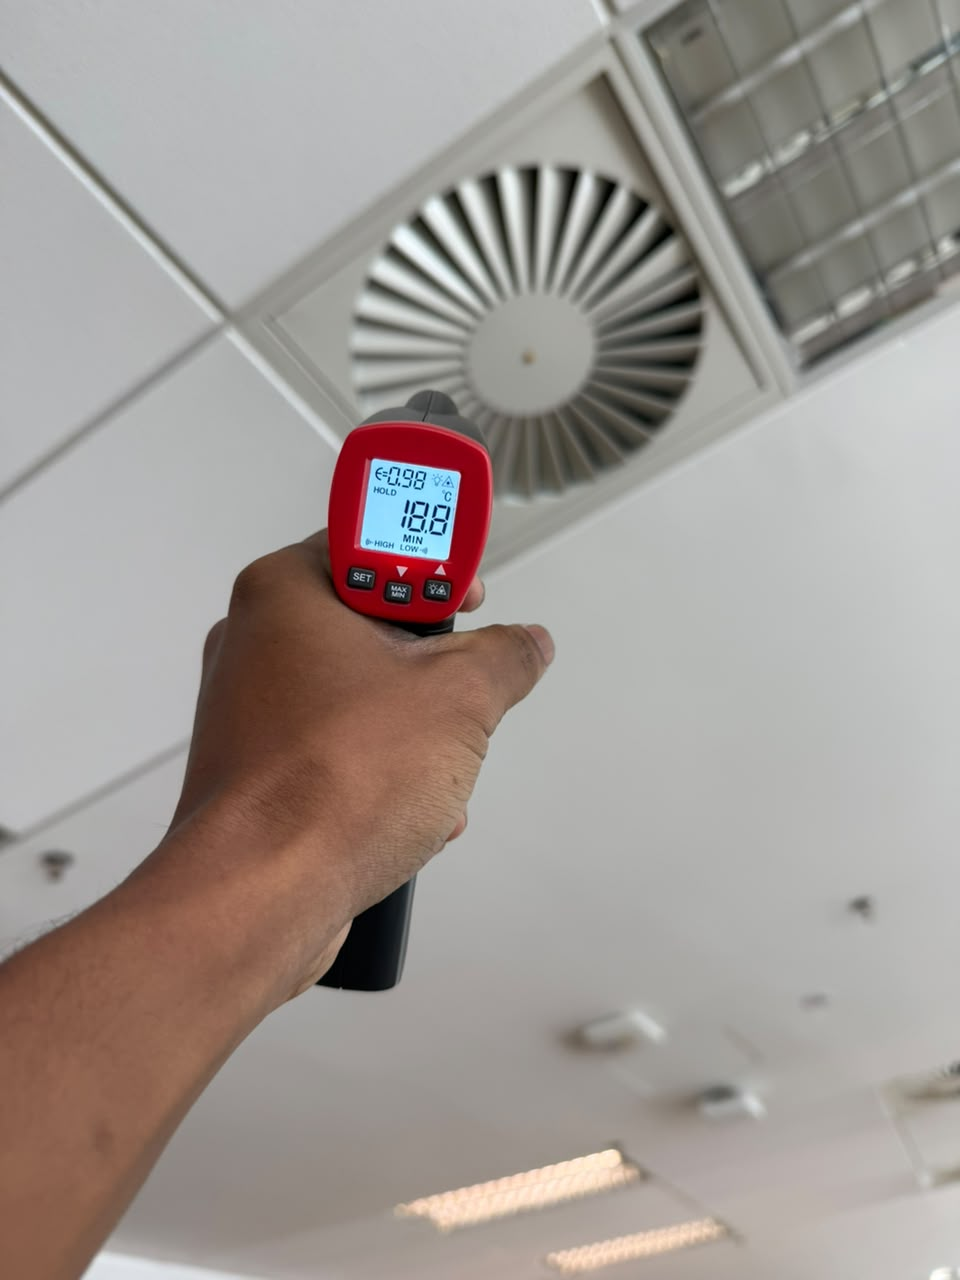 ϵ=0.98
HOLD °C
18.8
MIN
HIGH LOW
SET
MAX
MIN